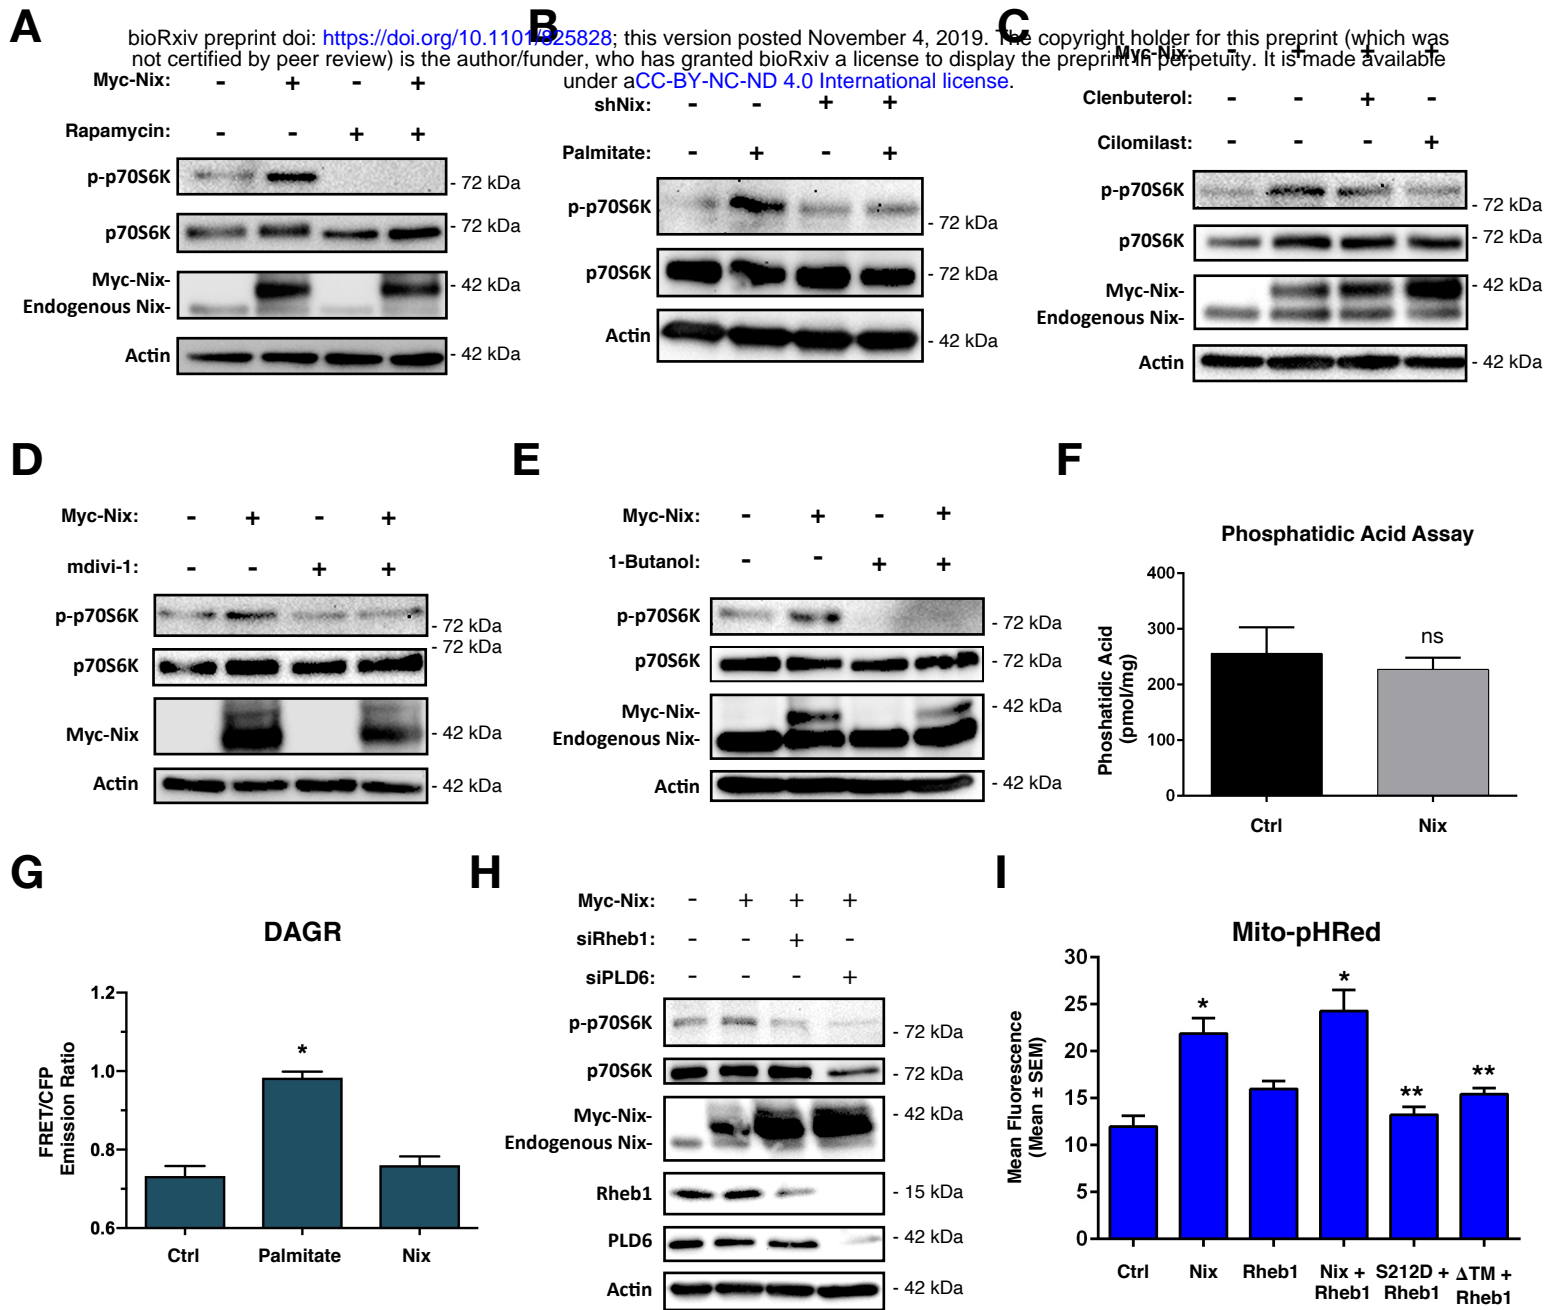 A
B
C
bioRxiv preprint doi: https://doi.org/10.1101/825828; this version posted November 4, 2019. The copyright holder for this preprint (which was
not certified by peer review) is the author/funder, who has granted bioRxiv a license to display the preprint in perpetuity. It is made available
under aCC-BY-NC-ND 4.0 International license.
Myc-Nix: - + - +
Rapamycin: - - + +
p-p70S6K - 72 kDa
p70S6K - 72 kDa
Myc-Nix- - 42 kDa
Endogenous Nix-
Actin - 42 kDa
shNix: - - + +
Palmitate: - + - +
p-p70S6K - 72 kDa
p70S6K - 72 kDa
Actin - 42 kDa
Myc-Nix: - + + +
Clenbuterol: - - + -
Cilomilast: - - - +
p-p70S6K - 72 kDa
p70S6K - 72 kDa
Myc-Nix- - 42 kDa
Endogenous Nix-
Actin - 42 kDa
D
Myc-Nix: - + - +
mdivi-1: - - + +
p-p70S6K - 72 kDa
- 72 kDa
p70S6K
Myc-Nix - 42 kDa
Actin - 42 kDa
E
Myc-Nix: - + - +
1-Butanol: - - + +
p-p70S6K - 72 kDa
p70S6K - 72 kDa
Myc-Nix- - 42 kDa
Endogenous Nix-
Actin - 42 kDa
F
Phosphatidic Acid Assay
Phoshatidic Acid
(pmol/mg)
400
300
200
100
0
ns
Ctrl Nix
G
DAGR
FRET/CFP
Emission Ratio
1.2
1.0
0.8
0.6
*
Ctrl Palmitate Nix
H
Myc-Nix: - + + +
siRheb1: - - + -
siPLD6: - - - +
p-p70S6K - 72 kDa
p70S6K - 72 kDa
Myc-Nix- - 42 kDa
Endogenous Nix-
Rheb1 - 15 kDa
PLD6 - 42 kDa
Actin - 42 kDa
I
Mito-pHRed
Mean Fluorescence
(Mean ± SEM)
30
25
20
15
10
5
0
* * ** **
Ctrl Nix Rheb1 Nix + S212D + ΔTM +
Rheb1 Rheb1 Rheb1